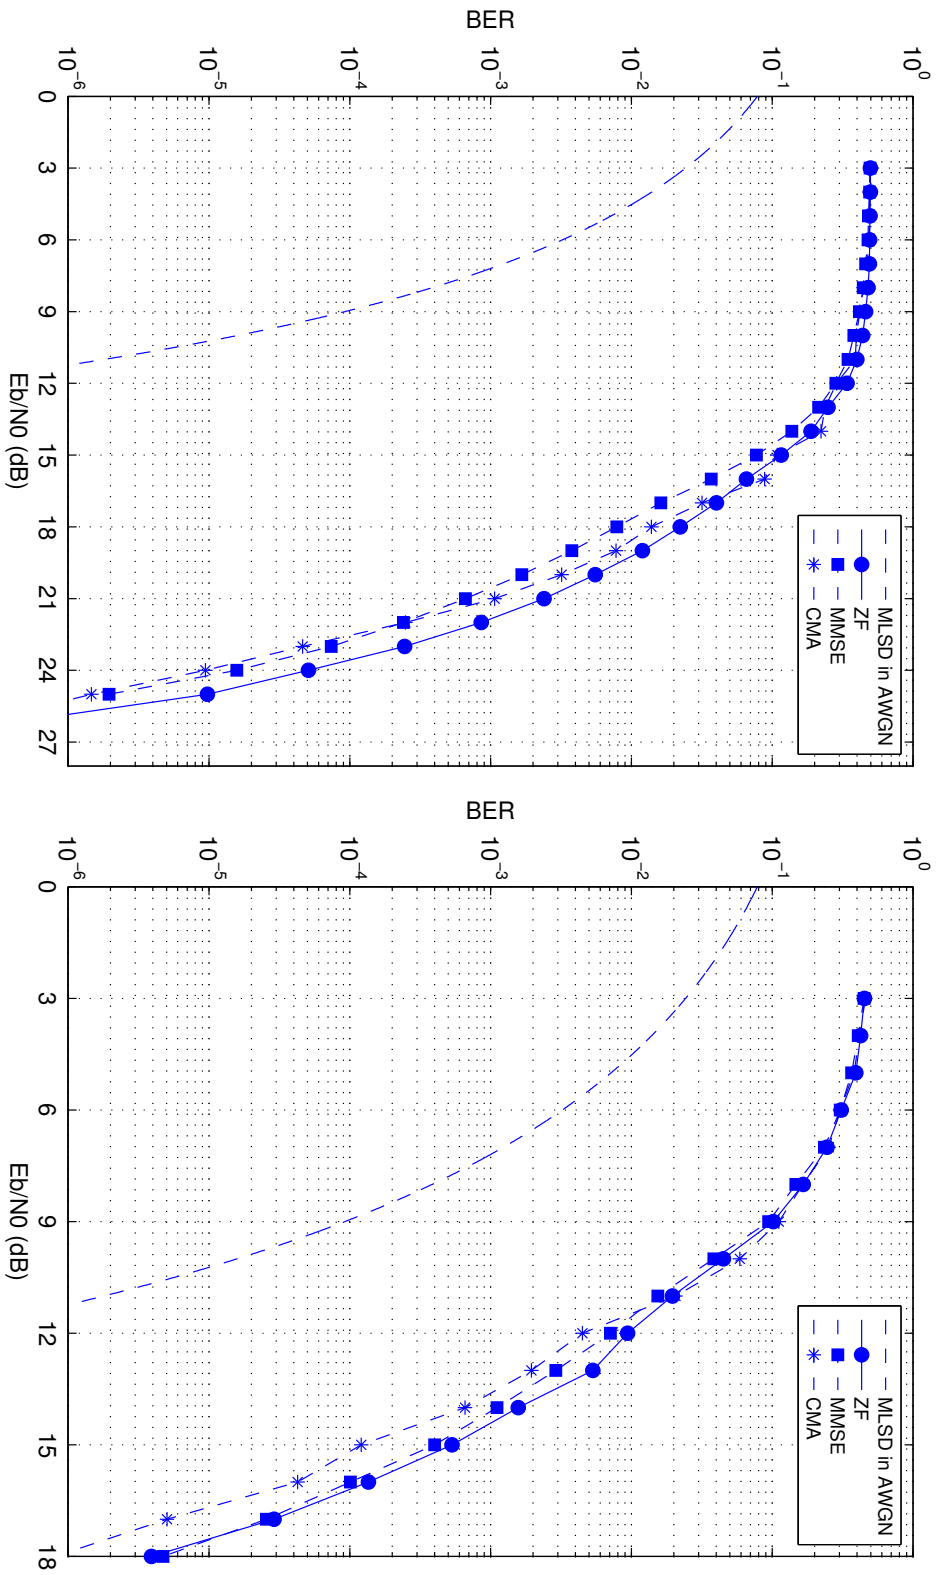 BER
10^0
10^-1
10^-2
10^-3
10^-4
10^-5
10^-6
0
3
6
9
12
15
18
21
24
27
Eb/N0 (dB)
MLSD in AWGN
ZF
MMSE
CMA
BER
10^0
10^-1
10^-2
10^-3
10^-4
10^-5
10^-6
0
3
6
9
12
15
18
Eb/N0 (dB)
MLSD in AWGN
ZF
MMSE
CMA